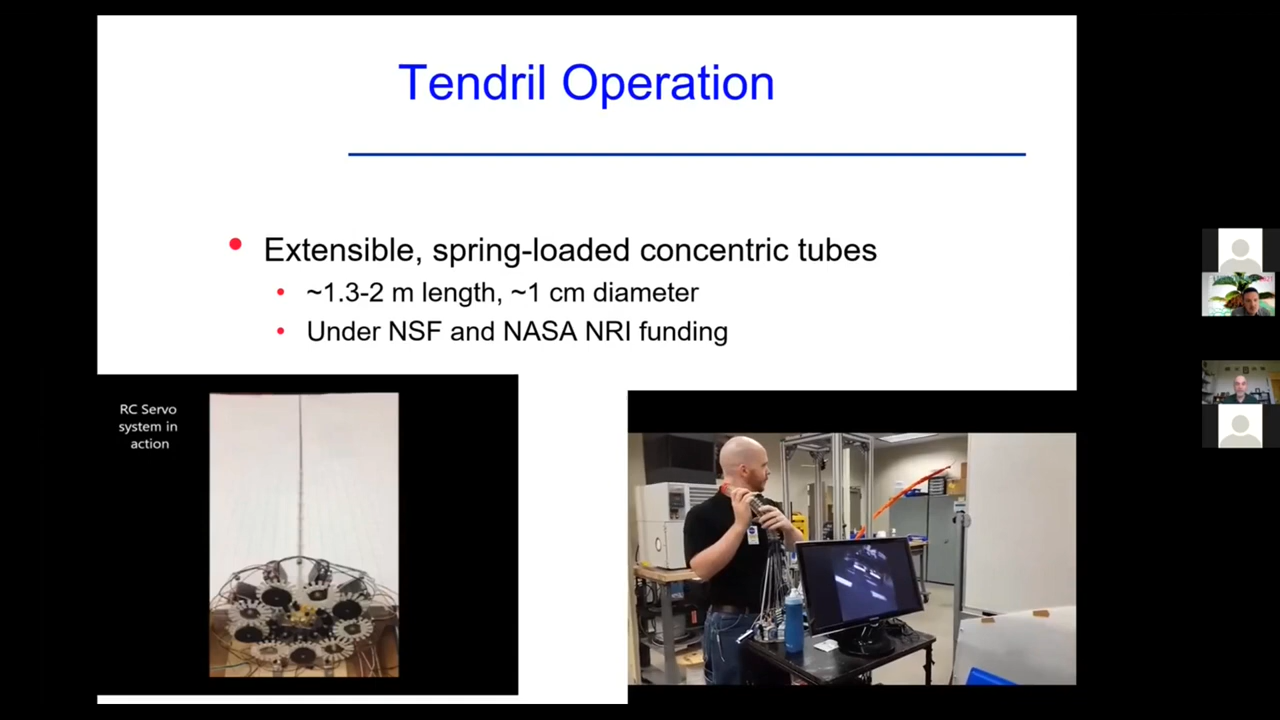 Tendril Operation
Extensible, spring-loaded concentric tubes
~1.3-2 m length, ~1 cm diameter
Under NSF and NASA NRI funding
RC Servo
system in
action